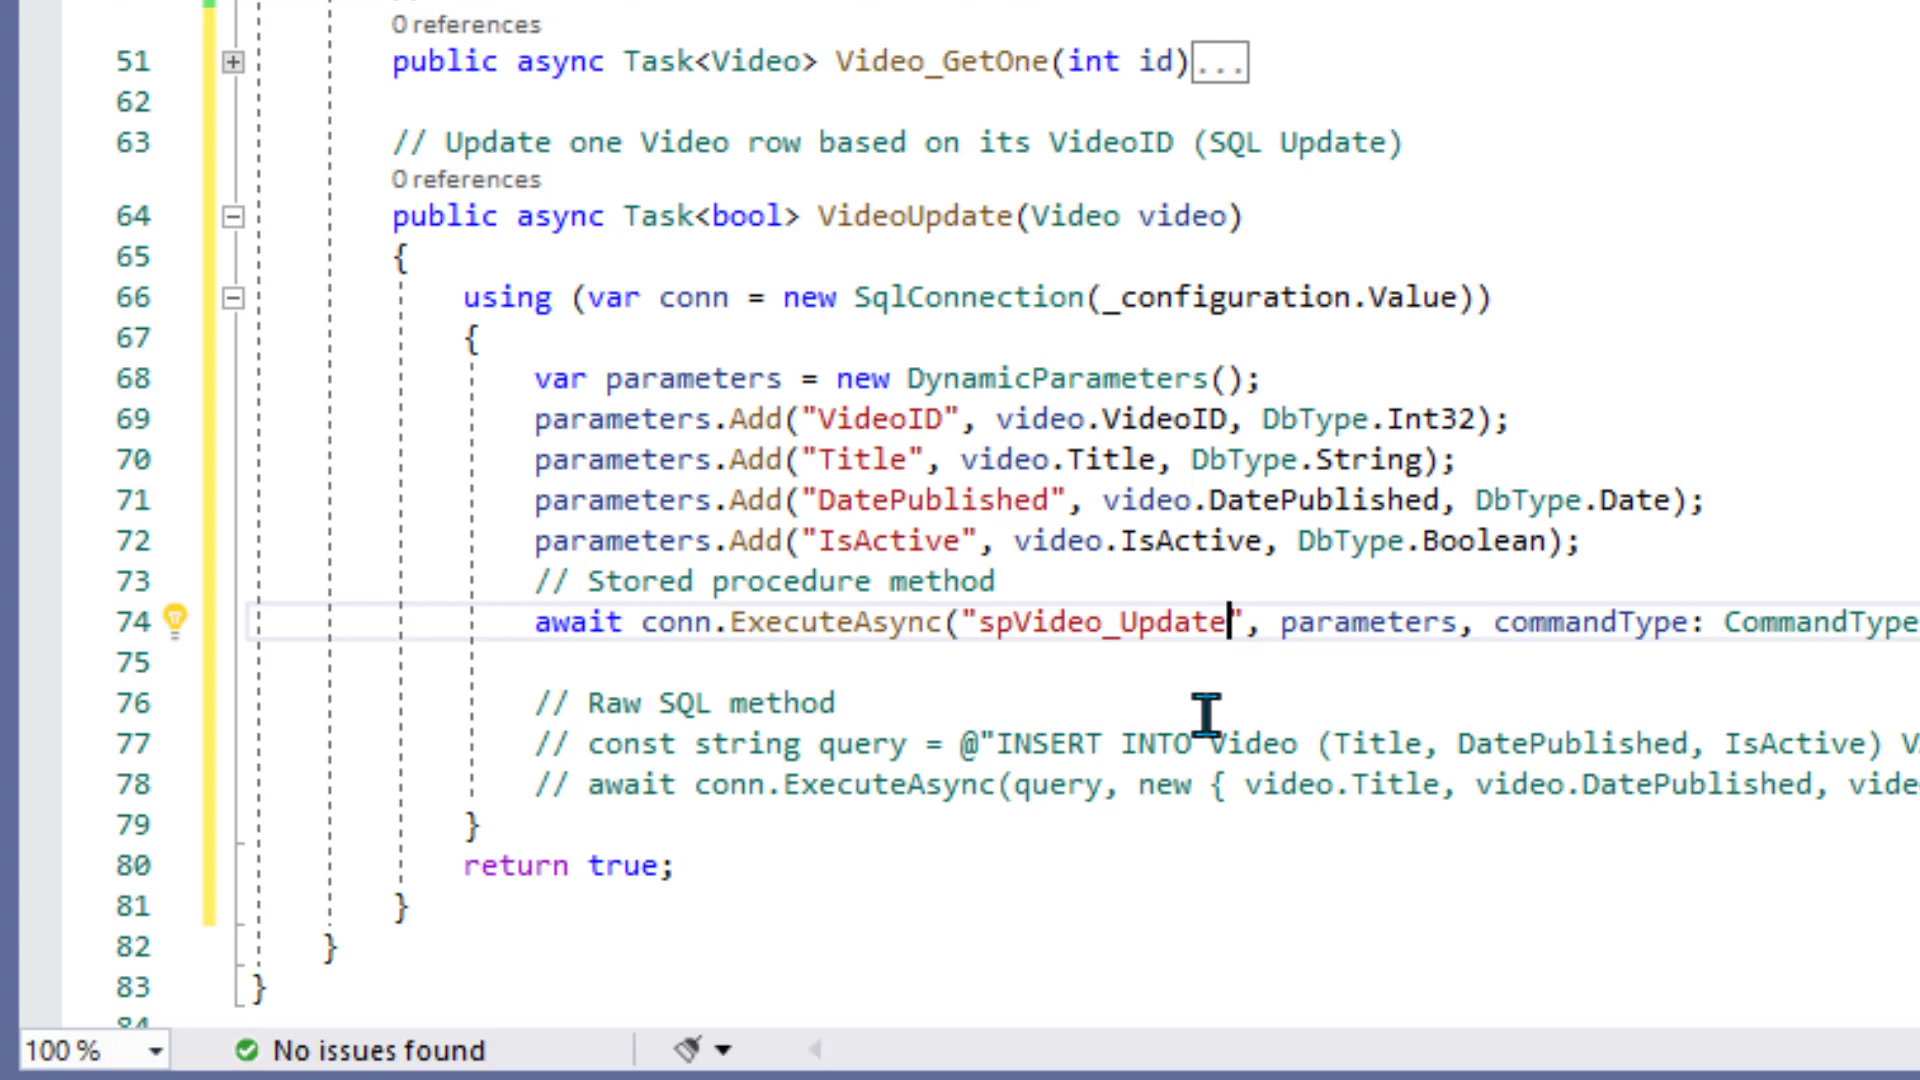 0 references
51 public async Task<Video> Video_GetOne(int id)...
62
63 // Update one Video row based on its VideoID (SQL Update)
0 references
64 public async Task<bool> VideoUpdate(Video video)
65 {
66 using (var conn = new SqlConnection(_configuration.Value))
67 {
68 var parameters = new DynamicParameters();
69 parameters.Add("VideoID", video.VideoID, DbType.Int32);
70 parameters.Add("Title", video.Title, DbType.String);
71 parameters.Add("DatePublished", video.DatePublished, DbType.Date);
72 parameters.Add("IsActive", video.IsActive, DbType.Boolean);
73 // Stored procedure method
74 await conn.ExecuteAsync("spVideo_Update", parameters, commandType: CommandType
75
76 // Raw SQL method
77 // const string query = @"INSERT INTO Video (Title, DatePublished, IsActive) V
78 // await conn.ExecuteAsync(query, new { video.Title, video.DatePublished, vide
79 }
80 return true;
81 }
82 }
83 }
84
100 % No issues found